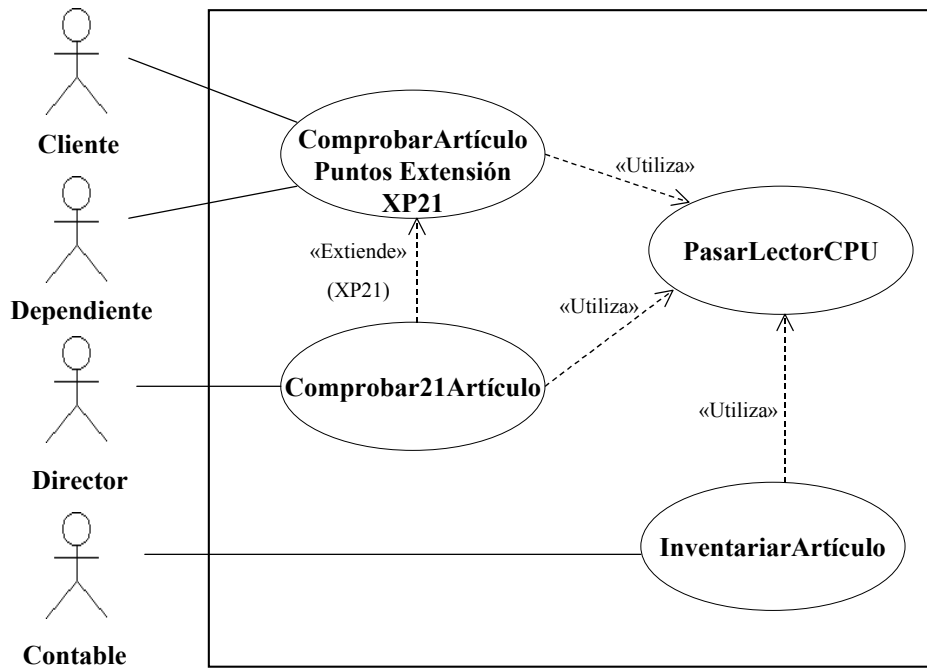 Cliente
ComprobarArtículo
Puntos Extensión
XP21
«Utiliza»
Dependiente
«Extiende»
(XP21)
PasarLectorCPU
«Utiliza»
Comprobar21Artículo
Director
«Utiliza»
InventariarArtículo
Contable